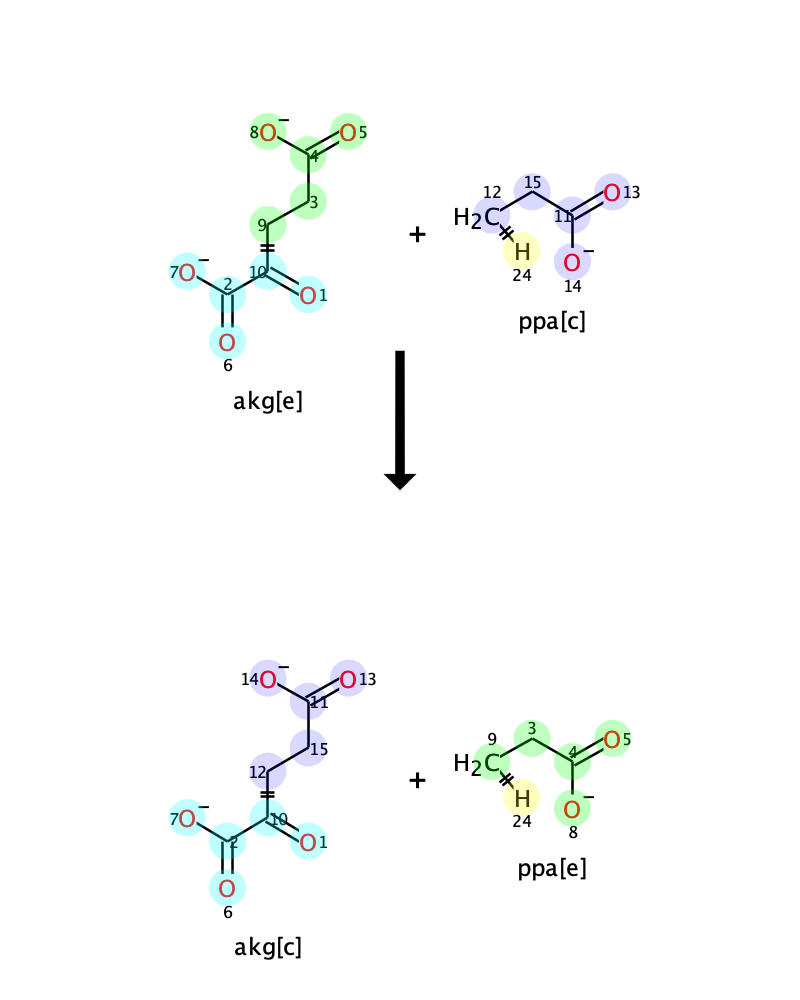 8O− O5
4
3
9
7O− 2 10 O1
O
6
akg[e]
+
12 15 O13
H2C 11
H O−
24 14
ppa[c]
14O− O13
11
15
12
7O− 2 10 O1
O
6
akg[c]
+
9 3 4 O5
H2C
H O−
24 8
ppa[e]